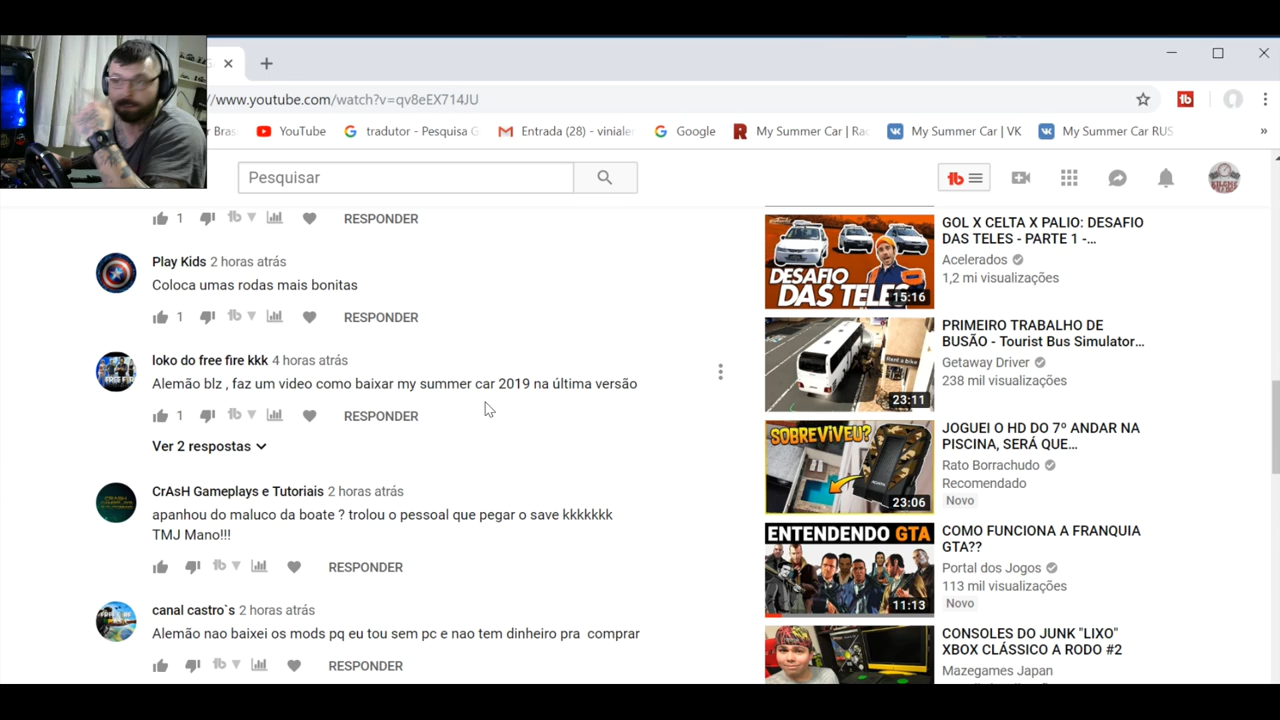 //www.youtube.com/watch?v=qv8eEX714JU
YouTube
tradutor - Pesquisa G
Entrada (28) - vinialer
Google
My Summer Car | Rac
My Summer Car | VK
My Summer Car RUS
»
Pesquisar
1
RESPONDER
Play Kids 2 horas atrás
Coloca umas rodas mais bonitas
1
RESPONDER
loko do free fire kkk 4 horas atrás
Alemão blz , faz um video como baixar my summer car 2019 na última versão
1
RESPONDER
Ver 2 respostas
CrAsH Gameplays e Tutoriais 2 horas atrás
apanhou do maluco da boate ? trolou o pessoal que pegar o save kkkkkkk
TMJ Mano!!!
RESPONDER
canal castro`s 2 horas atrás
Alemão nao baixei os mods pq eu tou sem pc e nao tem dinheiro pra comprar
RESPONDER
DESAFIO
DAS TELES
15:16
GOL X CELTA X PALIO: DESAFIO
DAS TELES - PARTE 1 -...
Acelerados
1,2 mi visualizações
Rent a Bike
23:11
PRIMEIRO TRABALHO DE
BUSÃO - Tourist Bus Simulator...
Getaway Driver
238 mil visualizações
SOBREVIVEU?
23:06
JOGUEI O HD DO 7º ANDAR NA
PISCINA, SERÁ QUE...
Rato Borrachudo
Recomendado
Novo
ENTENDENDO GTA
11:13
COMO FUNCIONA A FRANQUIA
GTA??
Portal dos Jogos
113 mil visualizações
Novo
CONSOLES DO JUNK "LIXO"
XBOX CLÁSSICO A RODO #2
Mazegames Japan